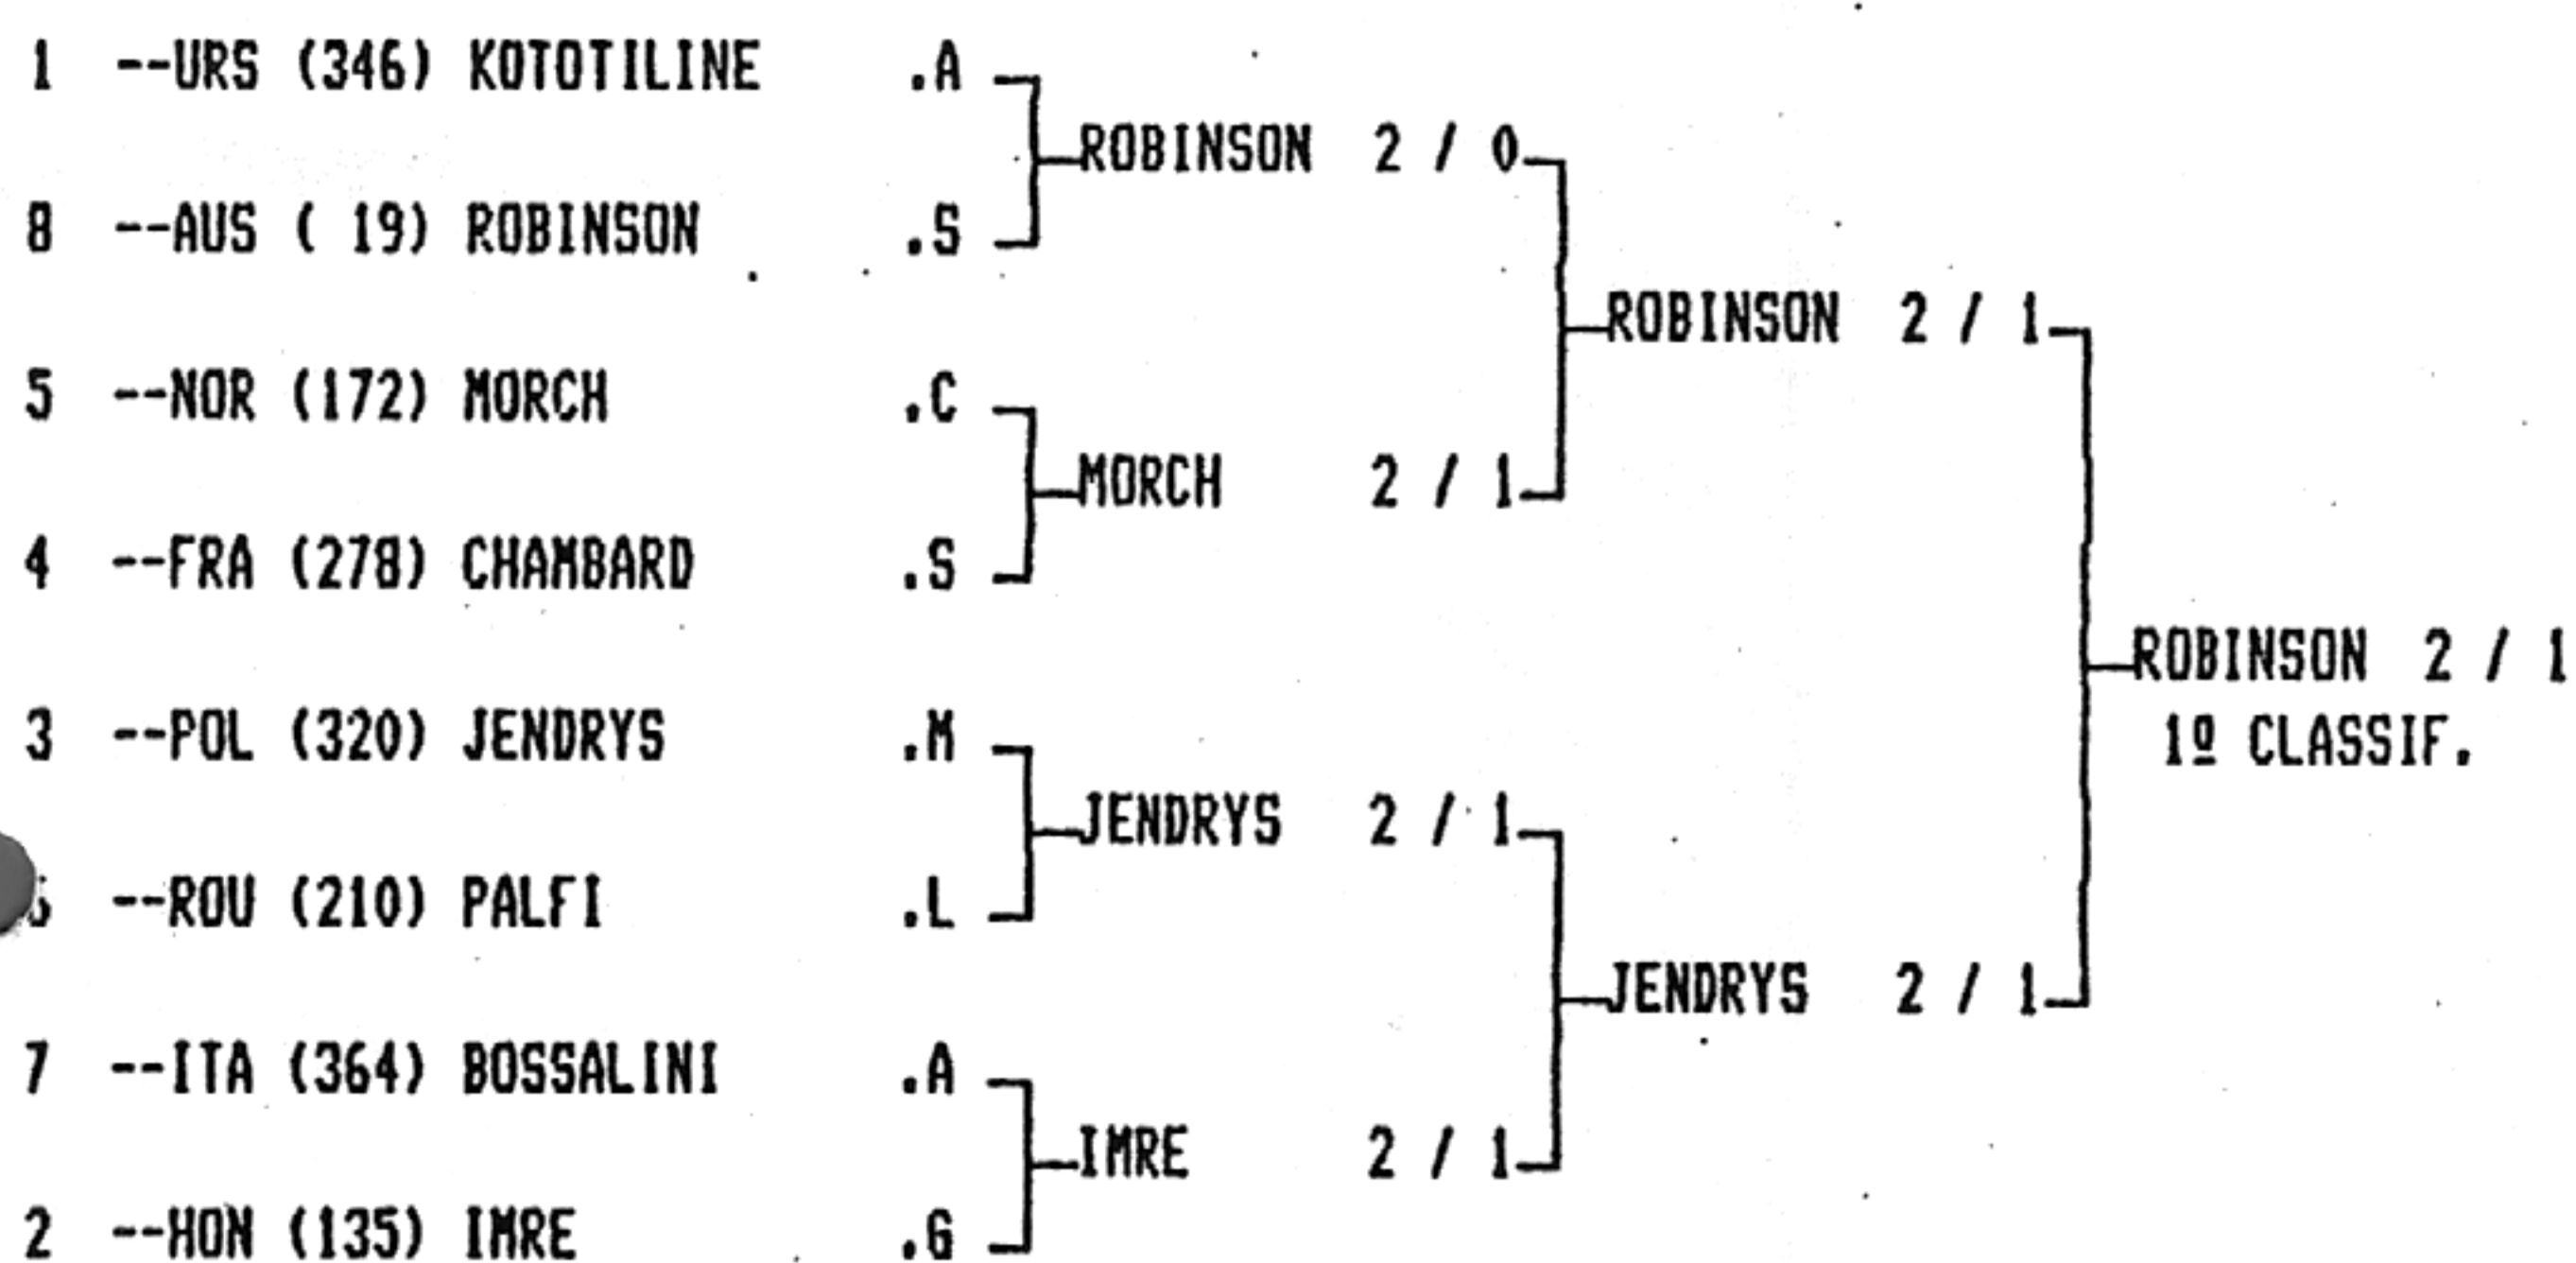 1 --URS (346) KOTOTILINE .A
ROBINSON 2 / 0
8 --AUS ( 19) ROBINSON .S
ROBINSON 2 / 1
5 --NOR (172) MORCH .C
MORCH 2 / 1
4 --FRA (278) CHAMBARD .S
ROBINSON 2 / 1
3 --POL (320) JENDRYS .M
1º CLASSIF.
JENDRYS 2 / 1
--ROU (210) PALFI .L
JENDRYS 2 / 1
7 --ITA (364) BOSSALINI .A
IMRE 2 / 1
2 --HON (135) IMRE .G